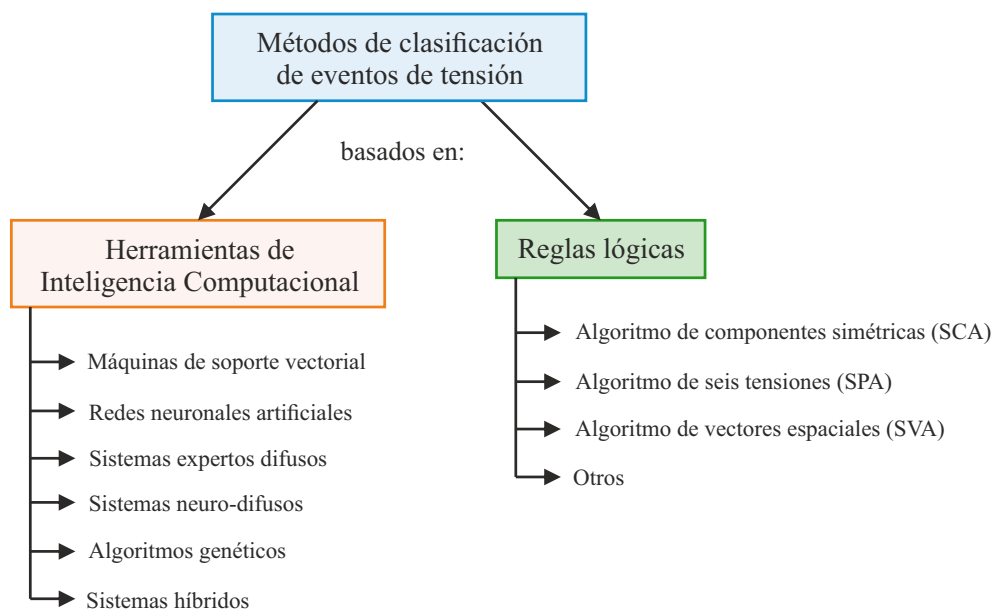 Métodos de clasificación
de eventos de tensión
basados en:
Herramientas de
Inteligencia Computacional
Máquinas de soporte vectorial
Redes neuronales artificiales
Sistemas expertos difusos
Sistemas neuro-difusos
Algoritmos genéticos
Sistemas híbridos
Reglas lógicas
Algoritmo de componentes simétricas (SCA)
Algoritmo de seis tensiones (SPA)
Algoritmo de vectores espaciales (SVA)
Otros